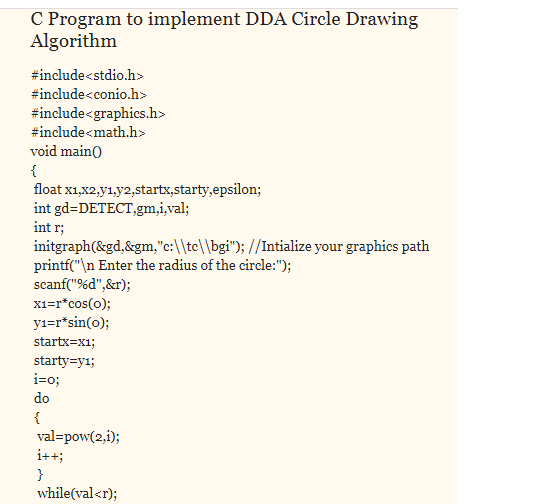 C Program to implement DDA Circle Drawing
Algorithm
#include<stdio.h>
#include<conio.h>
#include<graphics.h>
#include<math.h>
void main()
{
float x1,x2,y1,y2,startx,starty,epsilon;
int gd=DETECT,gm,i,val;
int r;
initgraph(&gd,&gm,"c:\\tc\\bgi"); //Intialize your graphics path
printf("\n Enter the radius of the circle:");
scanf("%d",&r);
x1=r*cos(0);
y1=r*sin(0);
startx=x1;
starty=y1;
i=0;
do
{
val=pow(2,i);
i++;
}
while(val<r);